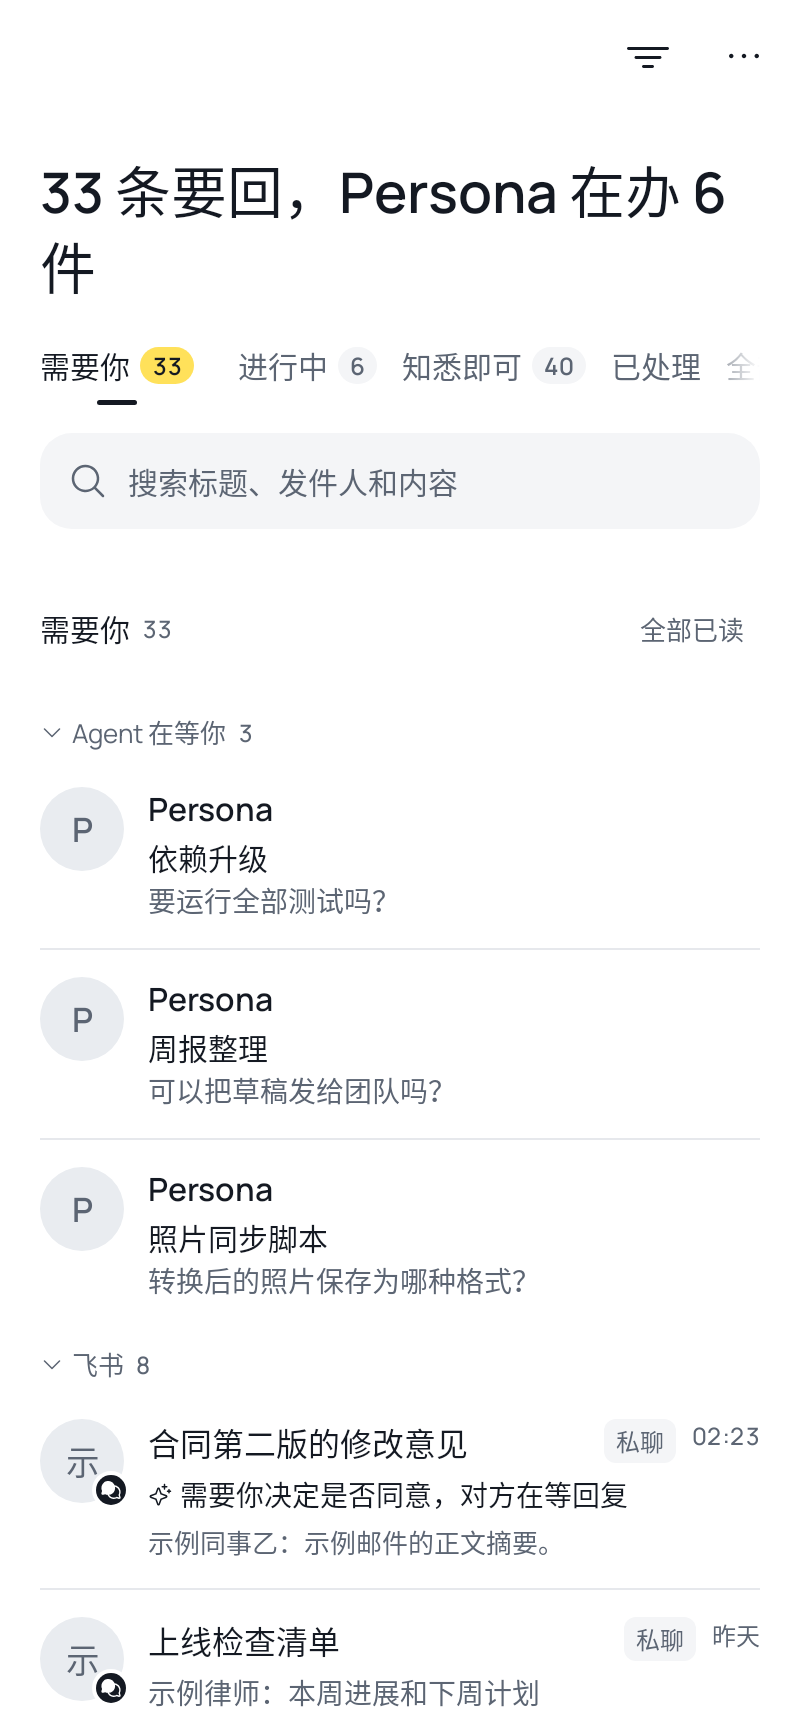 33 条要回，Persona 在办 6
件
需要你 33 进行中 6 知悉即可 40 已处理 全
搜索标题、发件人和内容
需要你 33 全部已读
Agent 在等你 3
P Persona
依赖升级
要运行全部测试吗？
P Persona
周报整理
可以把草稿发给团队吗？
P Persona
照片同步脚本
转换后的照片保存为哪种格式？
飞书 8
示 合同第二版的修改意见 私聊 02:23
需要你决定是否同意，对方在等回复
示例同事乙：示例邮件的正文摘要。
示 上线检查清单 私聊 昨天
示例律师：本周进展和下周计划